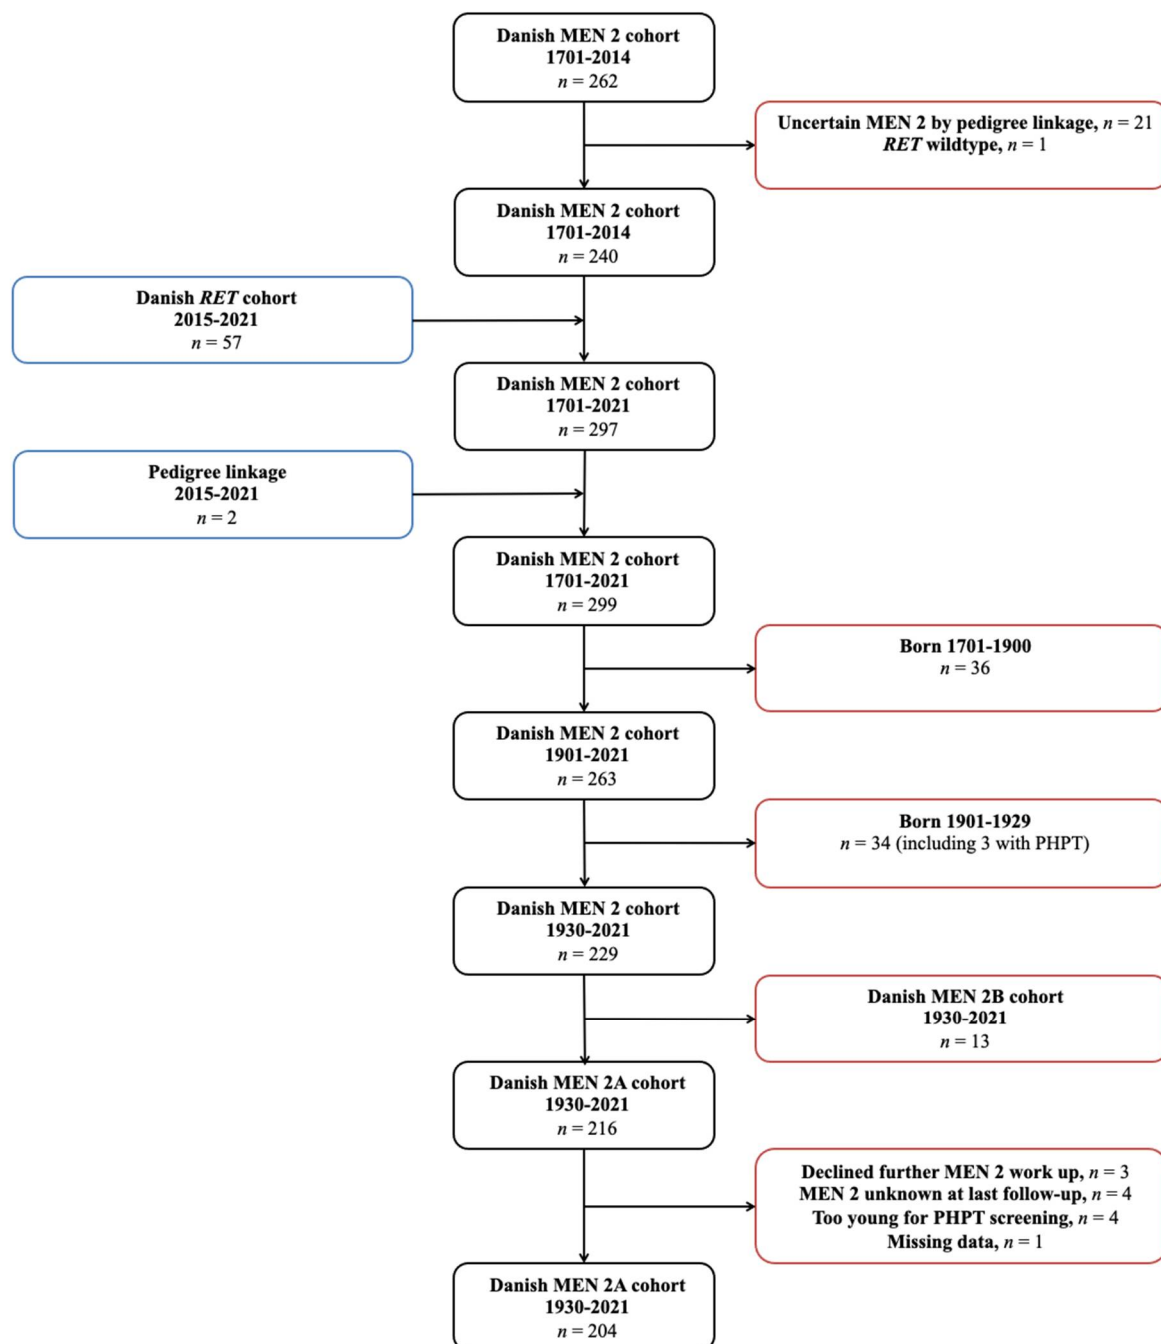 Danish MEN 2 cohort
1701-2014
n = 262
Uncertain MEN 2 by pedigree linkage, n = 21
RET wildtype, n = 1
Danish MEN 2 cohort
1701-2014
n = 240
Danish RET cohort
2015-2021
n = 57
Danish MEN 2 cohort
1701-2021
n = 297
Pedigree linkage
2015-2021
n = 2
Danish MEN 2 cohort
1701-2021
n = 299
Born 1701-1900
n = 36
Danish MEN 2 cohort
1901-2021
n = 263
Born 1901-1929
n = 34 (including 3 with PHPT)
Danish MEN 2 cohort
1930-2021
n = 229
Danish MEN 2B cohort
1930-2021
n = 13
Danish MEN 2A cohort
1930-2021
n = 216
Declined further MEN 2 work up, n = 3
MEN 2 unknown at last follow-up, n = 4
Too young for PHPT screening, n = 4
Missing data, n = 1
Danish MEN 2A cohort
1930-2021
n = 204